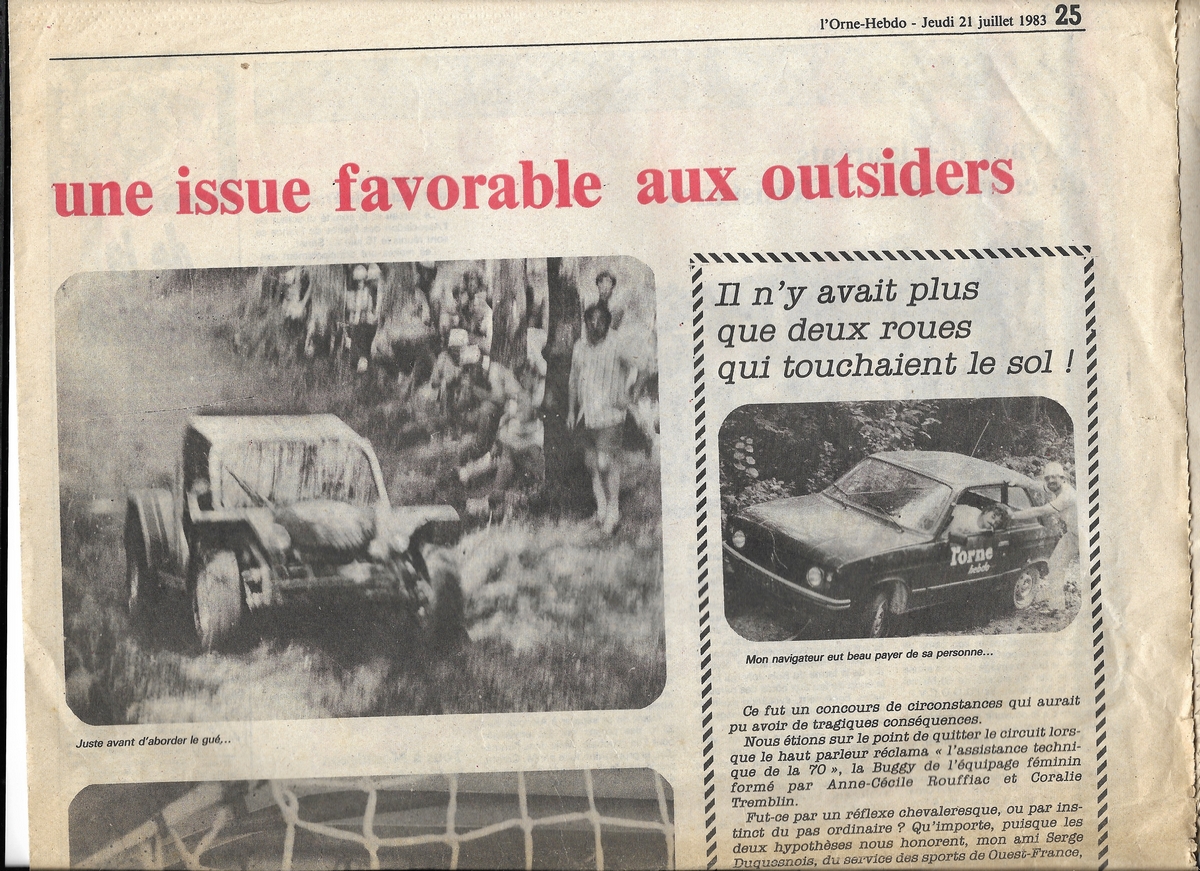 l'Orne-Hebdo - Jeudi 21 juillet 1983 25
une issue favorable aux outsiders
Il n'y avait plus
que deux roues
qui touchaient le sol !
l'orne
hebdo
Mon navigateur eut beau payer de sa personne...
Juste avant d'aborder le gué,..
Ce fut un concours de circonstances qui aurait
pu avoir de tragiques conséquences.
Nous étions sur le point de quitter le circuit lors-
que le haut parleur réclama « l'assistance techni-
que de la 70 », la Buggy de l'équipage féminin
formé par Anne-Cécile Rouffiac et Coralie
Tremblin.
Fut-ce par un réflexe chevaleresque, ou par ins-
tinct du pas ordinaire ? Qu'importe, puisque les
deux hypothèses nous honorent, mon ami Serge
Duquesnois, du service des sports de Ouest-France,